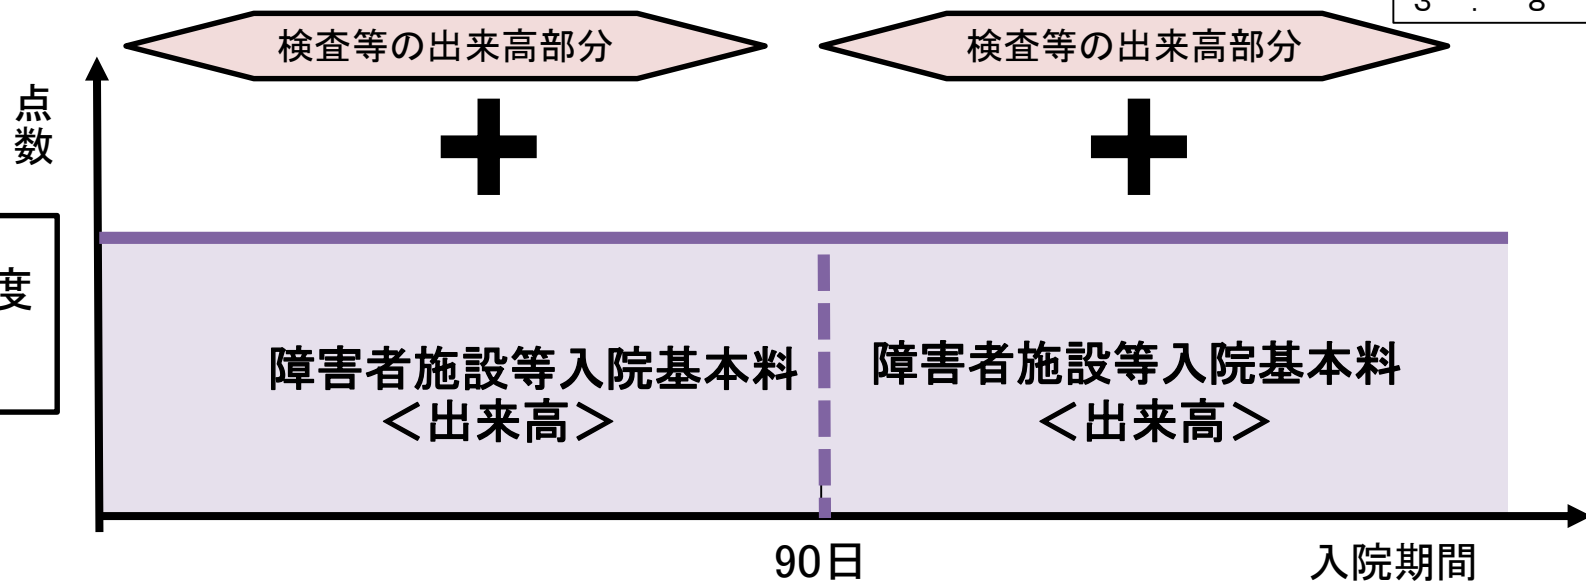 3 . 8
検査等の出来高部分
検査等の出来高部分
点数
度
障害者施設等入院基本料
＜出来高＞
障害者施設等入院基本料
＜出来高＞
90日
入院期間